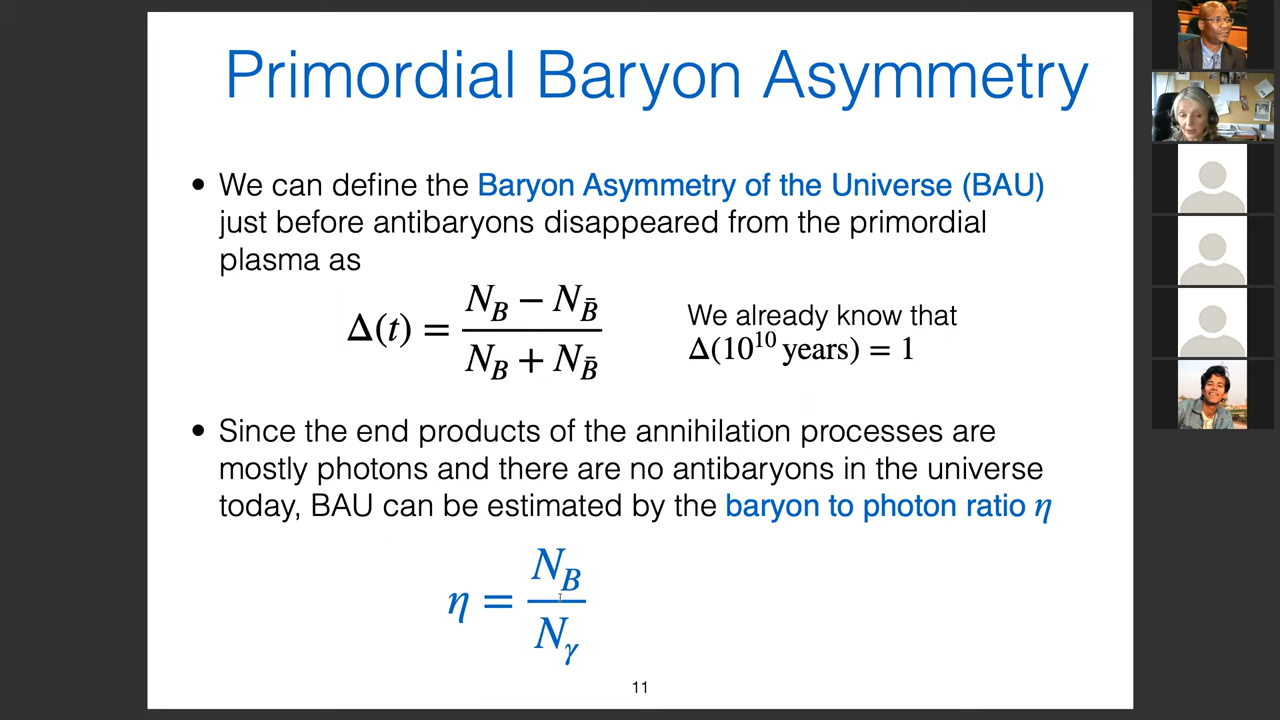 Primordial Baryon Asymmetry
• We can define the Baryon Asymmetry of the Universe (BAU)
just before antibaryons disappeared from the primordial
plasma as
Δ(t) = (N_B − N_B̄) / (N_B + N_B̄)
We already know that
Δ(10^10 years) = 1
• Since the end products of the annihilation processes are
mostly photons and there are no antibaryons in the universe
today, BAU can be estimated by the baryon to photon ratio η
η = N_B / N_γ
11